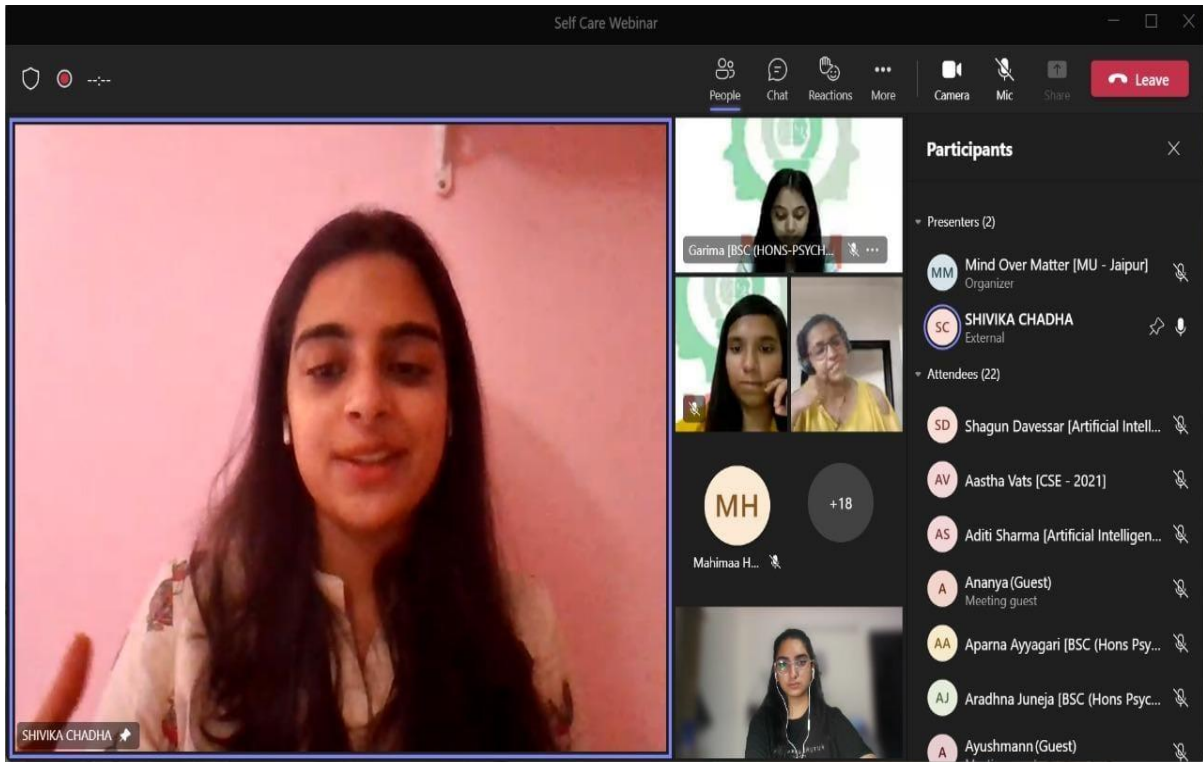 Self Care Webinar
--:--
People
Chat
Reactions
More
Camera
Mic
Share
Leave
SHIVIKA CHADHA
Garima [BSC (HONS-PSYCH...
MH
Mahimaa H...
+18
Participants
Presenters (2)
MM
Mind Over Matter [MU - Jaipur]
Organizer
SC
SHIVIKA CHADHA
External
Attendees (22)
SD
Shagun Davessar [Artificial Intell...
AV
Aastha Vats [CSE - 2021]
AS
Aditi Sharma [Artificial Intelligen...
A
Ananya (Guest)
Meeting guest
AA
Aparna Ayyagari [BSC (Hons Psy...
AJ
Aradhna Juneja [BSC (Hons Psyc...
A
Ayushmann (Guest)